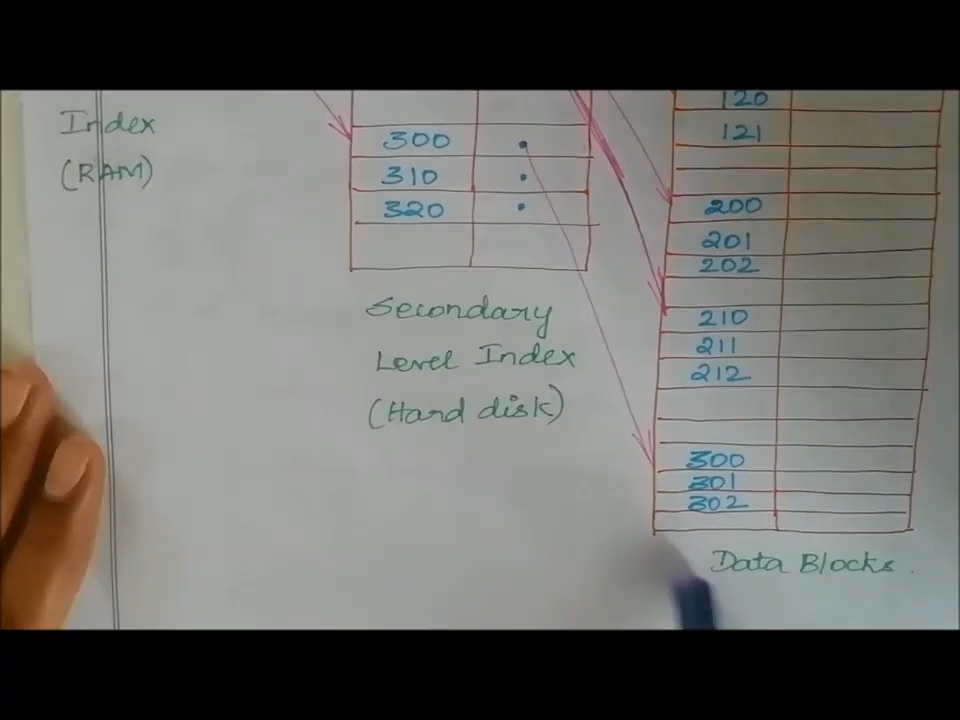 Index
(RAM)
300
310
320
Secondary
Level Index
(Hard disk)
120
121
200
201
202
210
211
212
300
301
302
Data Blocks.